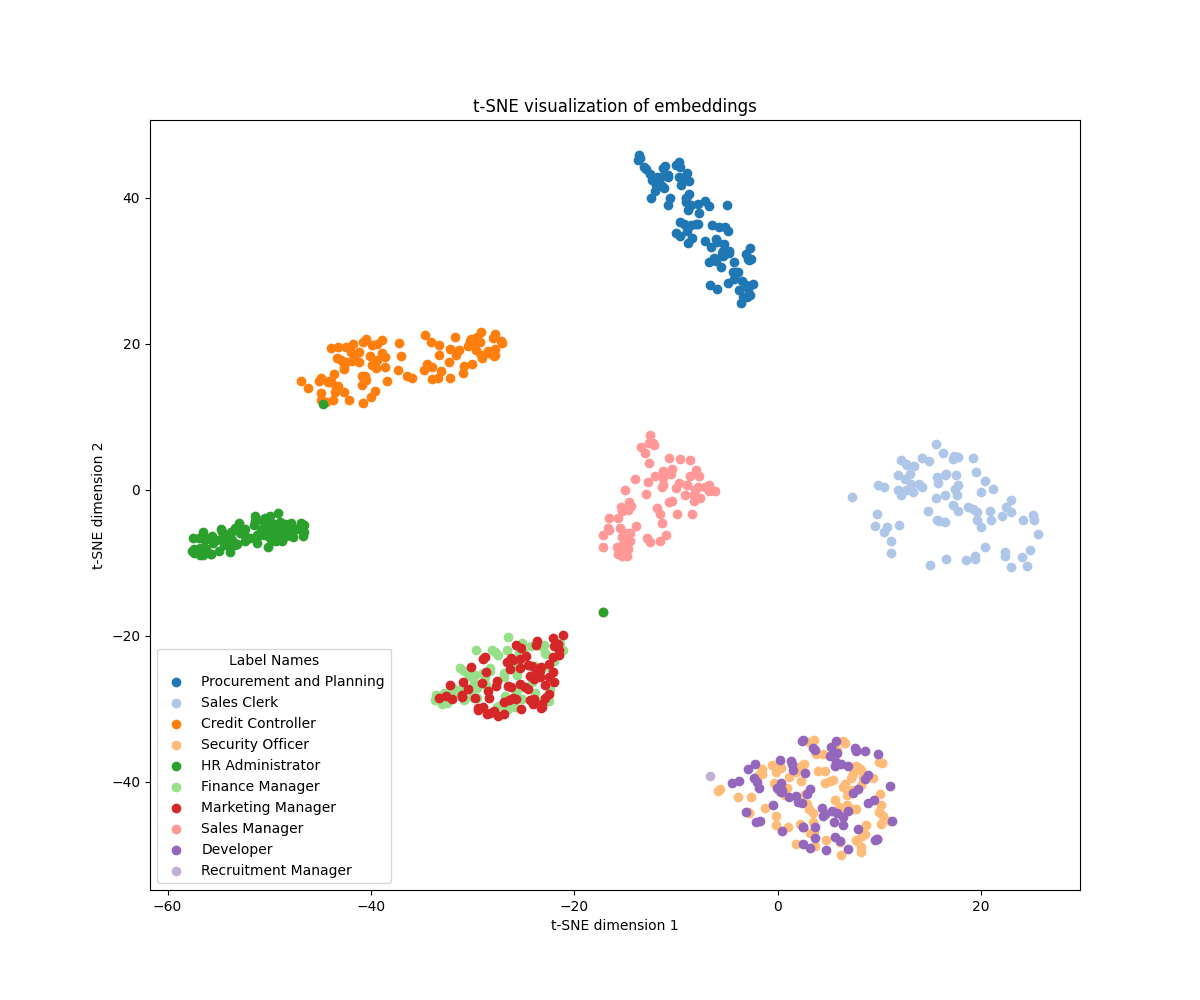 t-SNE visualization of embeddings
t-SNE dimension 2
40
20
0
−20
−40
Label Names
Procurement and Planning
Sales Clerk
Credit Controller
Security Officer
HR Administrator
Finance Manager
Marketing Manager
Sales Manager
Developer
Recruitment Manager
−60
−40
−20
0
20
t-SNE dimension 1